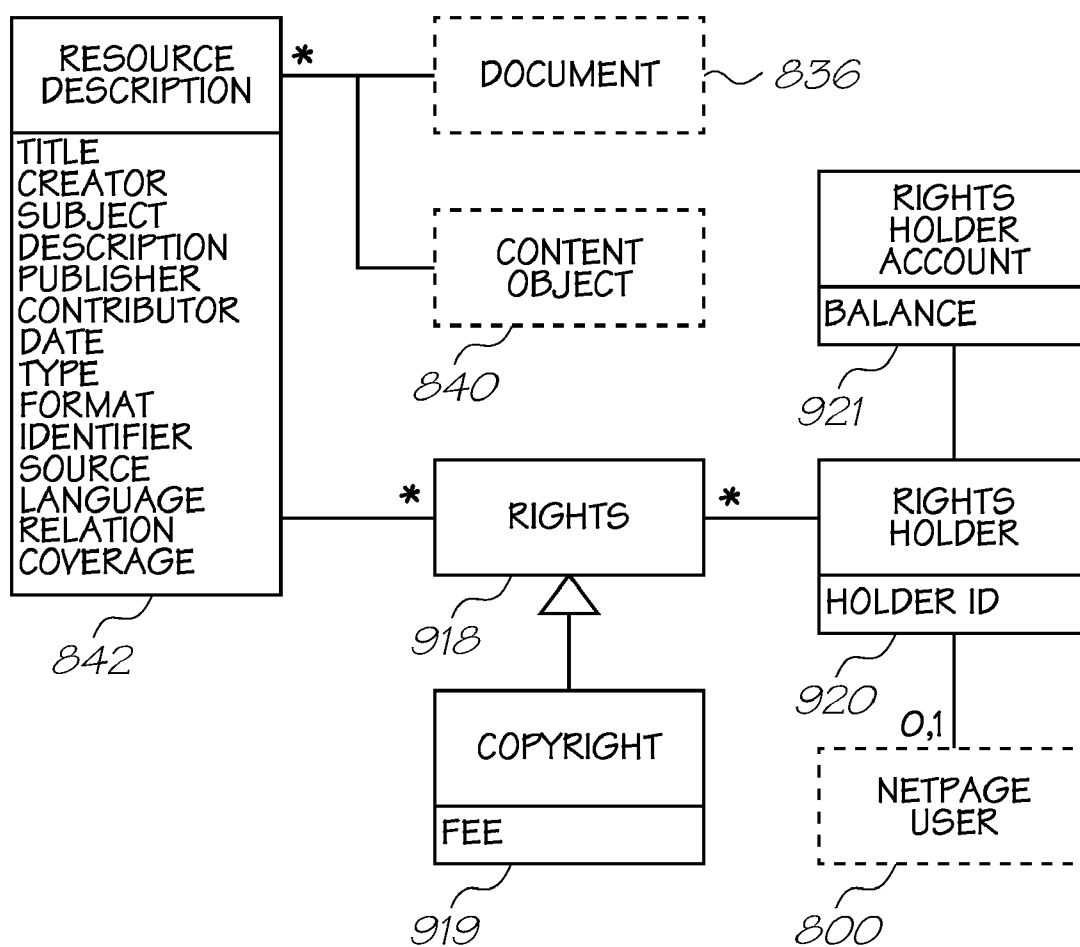 RESOURCE
DESCRIPTION
TITLE
CREATOR
SUBJECT
DESCRIPTION
PUBLISHER
CONTRIBUTOR
DATE
TYPE
FORMAT
IDENTIFIER
SOURCE
LANGUAGE
RELATION
COVERAGE
842
*
DOCUMENT
836
CONTENT
OBJECT
840
RIGHTS
HOLDER
ACCOUNT
BALANCE
921
*
RIGHTS
*
918
RIGHTS
HOLDER
HOLDER ID
920
COPYRIGHT
FEE
919
0,1
NETPAGE
USER
800